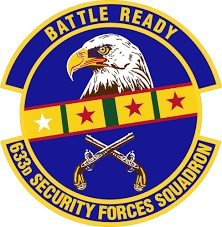 BATTLE READY
633D SECURITY FORCES SQUADRON